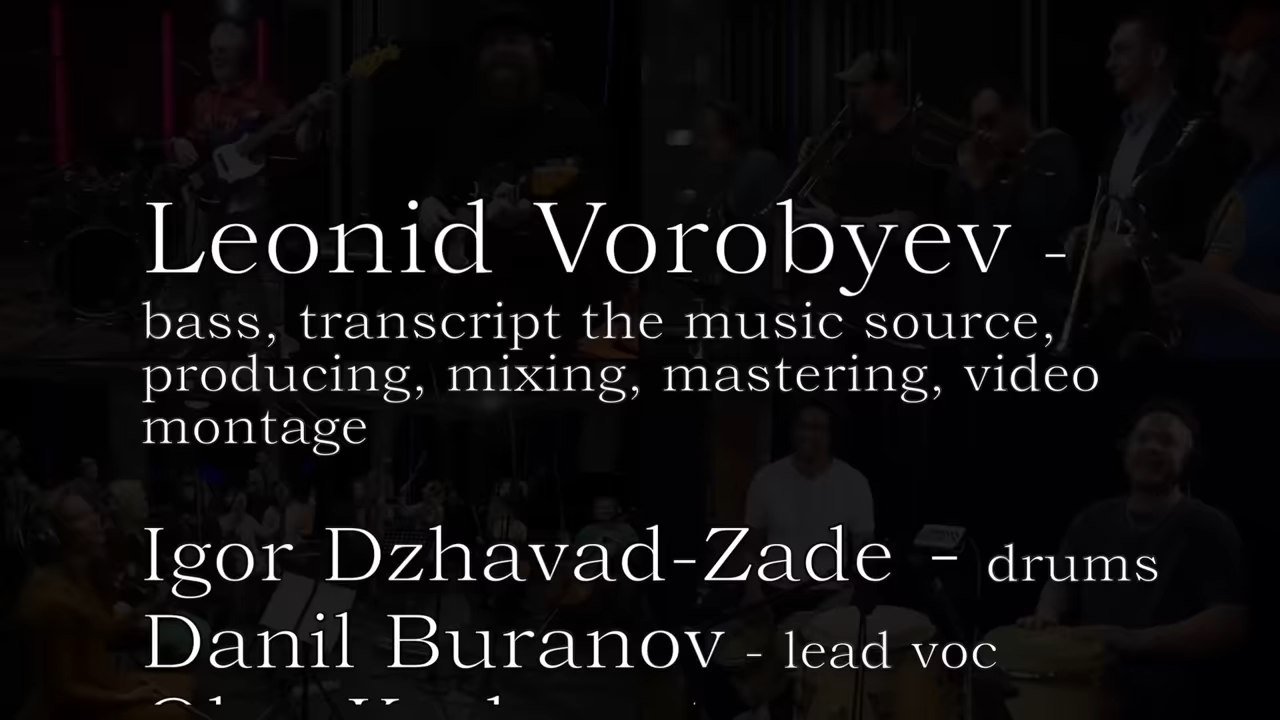 Leonid Vorobyev -
bass, transcript the music source,
producing, mixing, mastering, video
montage
Igor Dzhavad-Zade - drums
Danil Buranov - lead voc